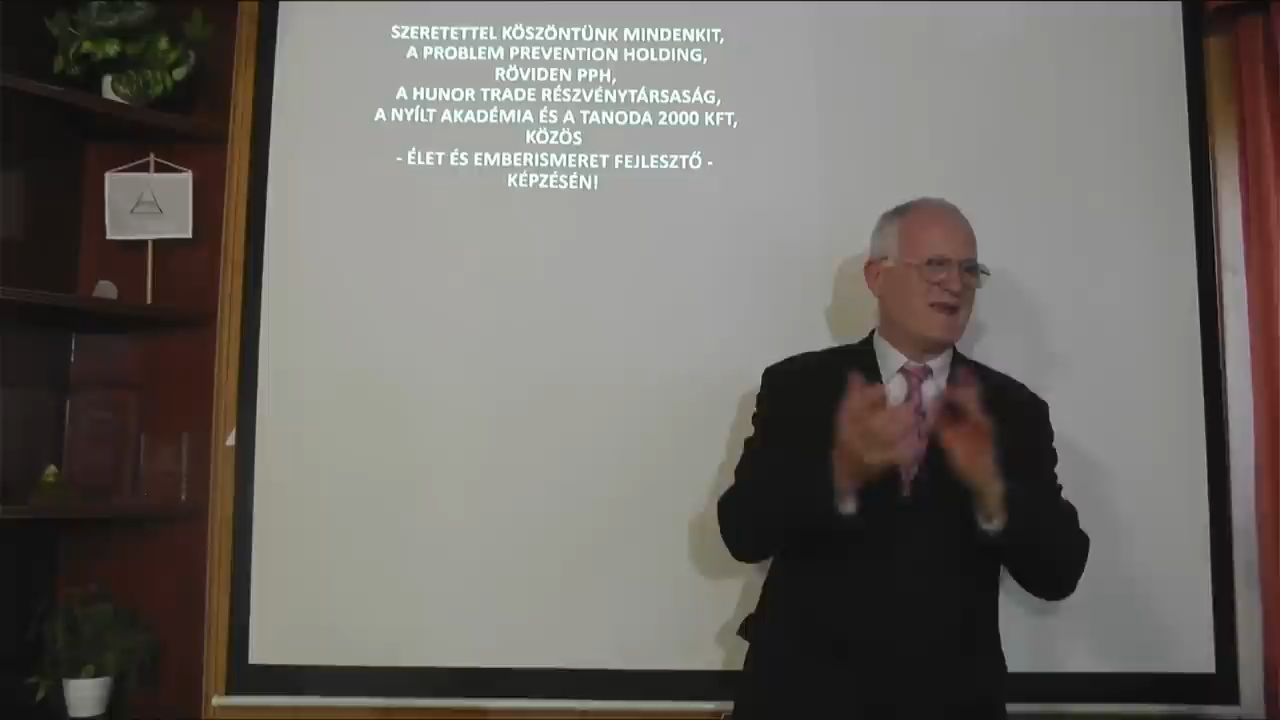 SZERETETTEL KÖSZÖNTÜNK MINDENKIT,
A PROBLEM PREVENTION HOLDING,
RÖVIDEN PPH,
A HUNOR TRADE RÉSZVÉNYTÁRSASÁG,
A NYÍLT AKADÉMIA ÉS A TANODA 2000 KFT,
KÖZÖS
- ÉLET ÉS EMBERISMERET FEJLESZTŐ -
KÉPZÉSÉN!